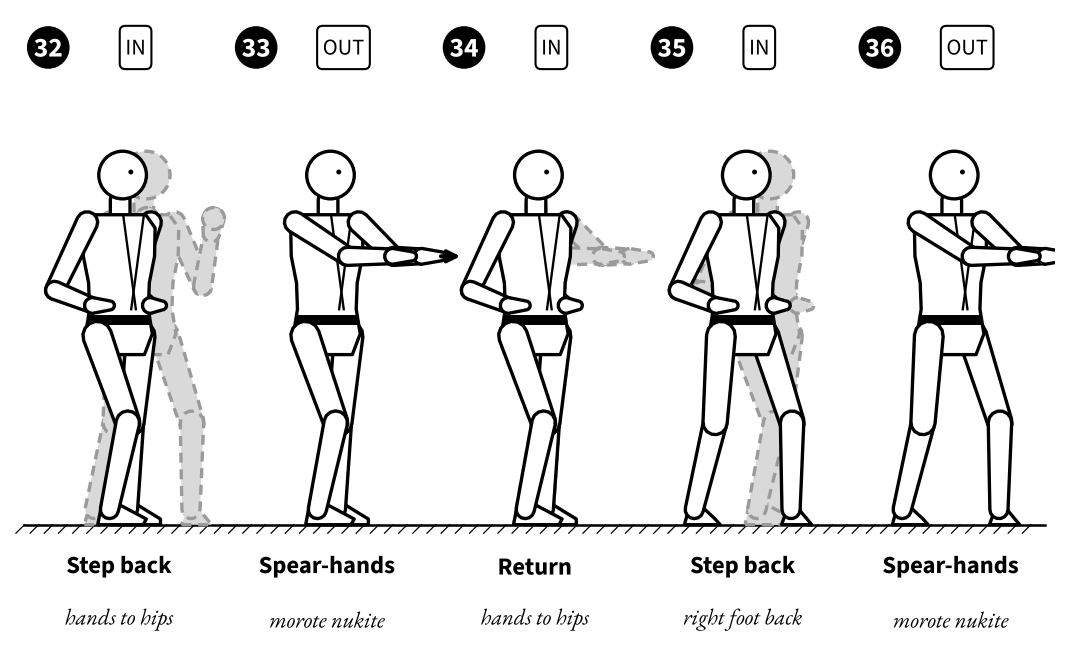 32 IN 33 OUT 34 IN 35 IN 36 OUT
Step back Spear-hands Return Step back Spear-hands
hands to hips morote nukite hands to hips right foot back morote nukite